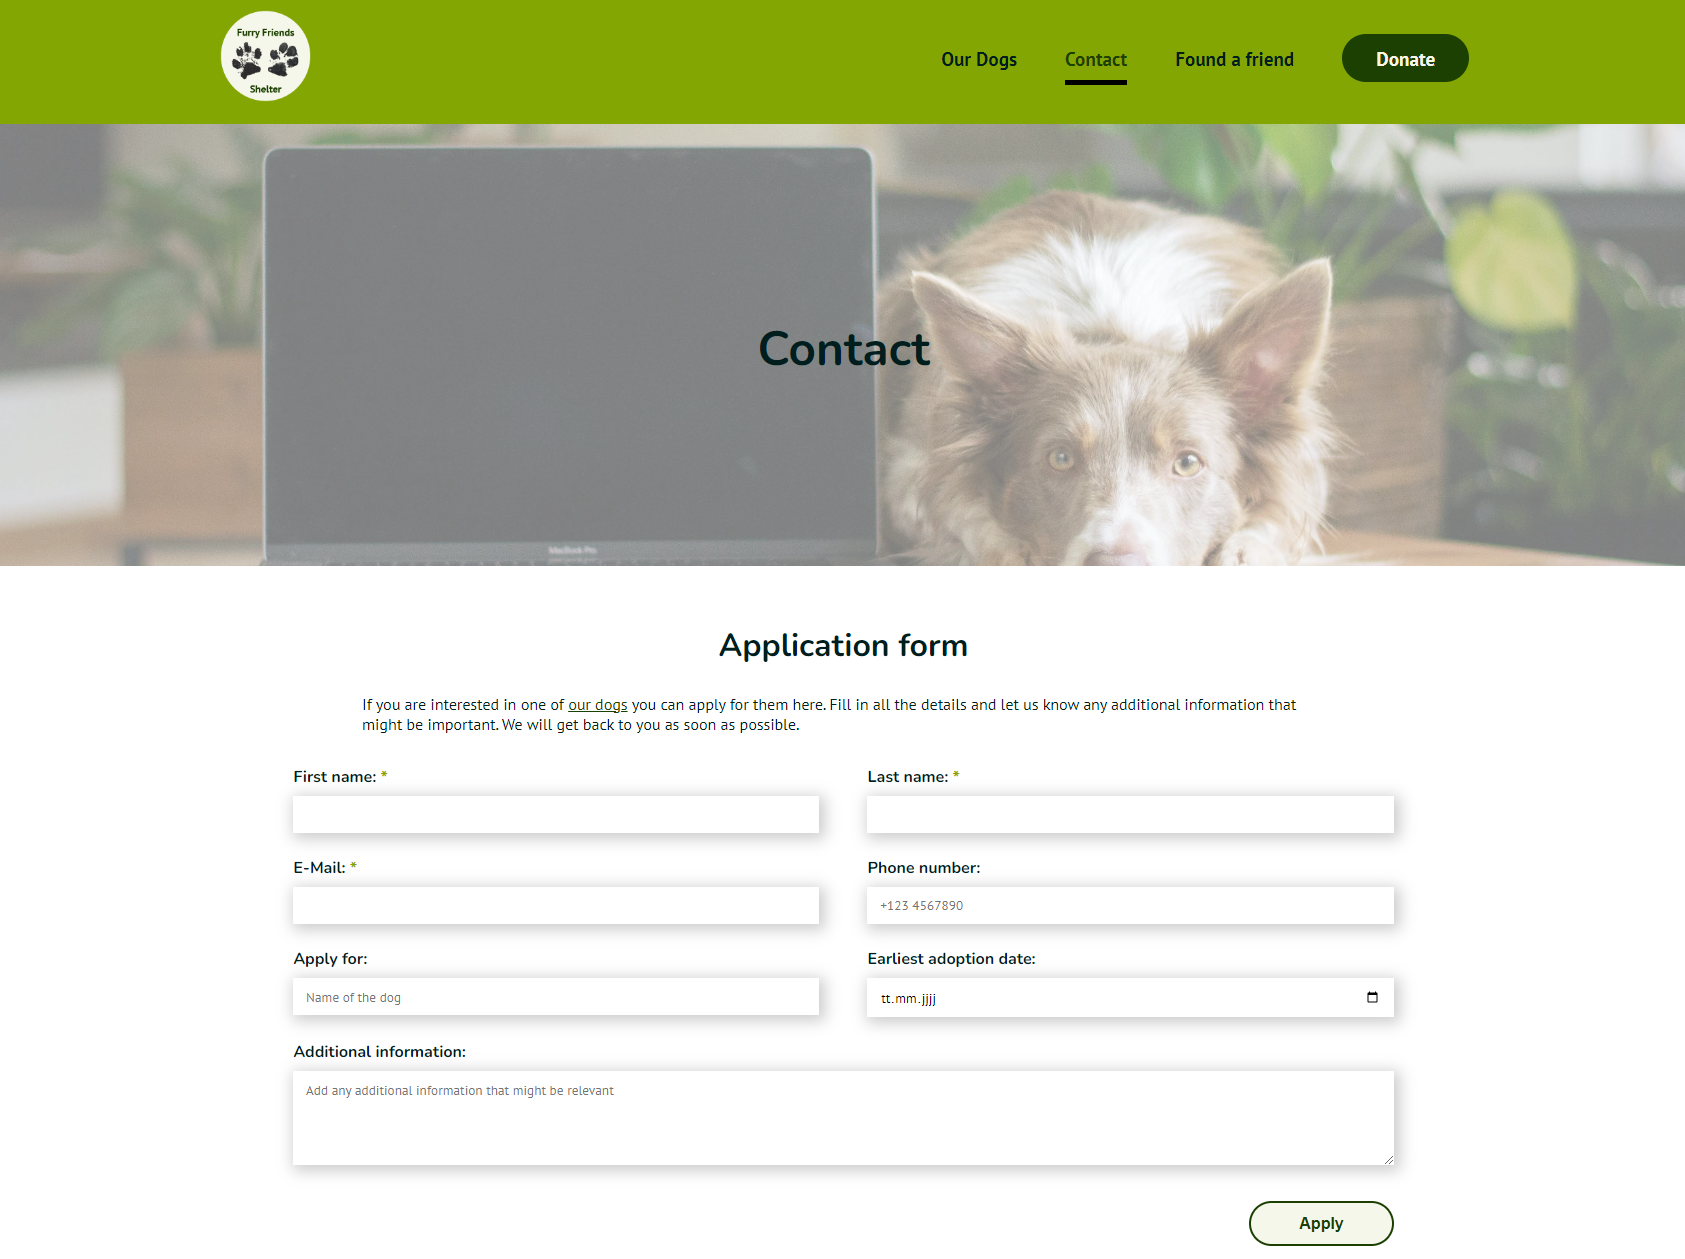 Furry Friends
Shelter
Our Dogs
Contact
Found a friend
Donate
Contact
MacBook Pro
Application form
If you are interested in one of our dogs you can apply for them here. Fill in all the details and let us know any additional information that
might be important. We will get back to you as soon as possible.
First name: *
Last name: *
E-Mail: *
Phone number:
+123 4567890
Apply for:
Earliest adoption date:
Name of the dog
tt.mm.jjjj
Additional information:
Add any additional information that might be relevant
Apply